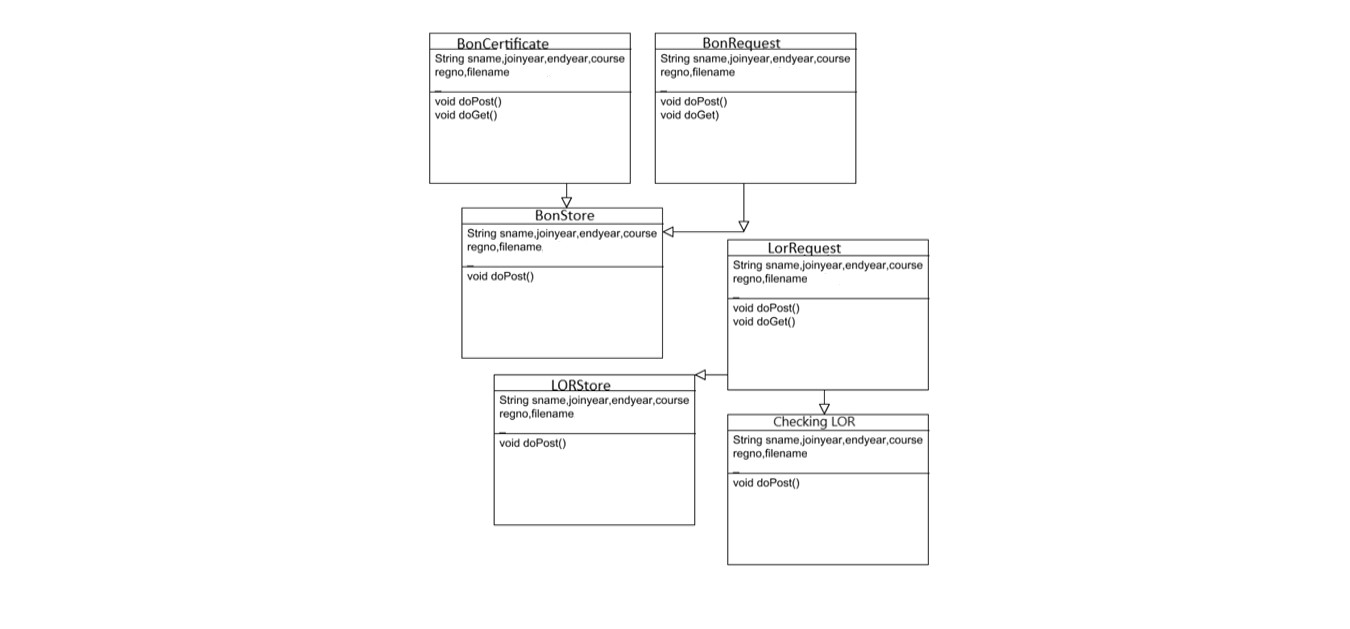 BonCertificate
String sname,joinyear,endyear,course
regno,filename
void doPost()
void doGet()
BonRequest
String sname,joinyear,endyear,course
regno,filename
void doPost()
void doGet)
BonStore
String sname,joinyear,endyear,course
regno,filename
void doPost()
LorRequest
String sname,joinyear,endyear,course
regno,filename
void doPost()
void doGet()
LORStore
String sname,joinyear,endyear,course
regno,filename
void doPost()
Checking LOR
String sname,joinyear,endyear,course
regno,filename
void doPost()